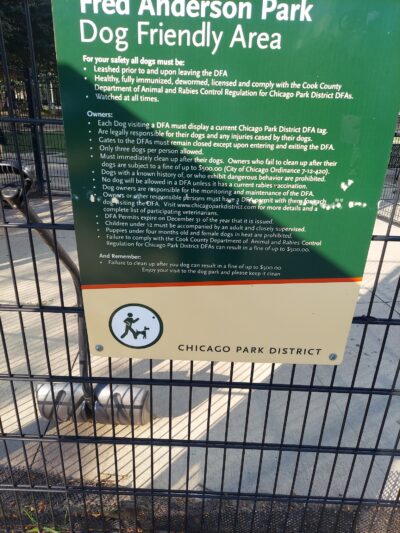 Fred Anderson Park
Dog Friendly Area
For your safety all dogs must be:
• Leashed prior to and upon leaving the DFA
• Healthy, fully immunized, dewormed, licensed and comply with the Cook County
Department of Animal and Rabies Control Regulation for Chicago Park District DFAs.
• Watched at all times.
Owners:
• Each Dog visiting a DFA must display a current Chicago Park District DFA tag.
• Are legally responsible for their dogs and any injuries cased by their dogs.
• Gates to the DFAs must remain closed except upon entering and exiting the DFA.
• Only three dogs per person allowed.
• Must immediately clean up after their dogs. Owners who fail to clean up after their
dogs are subject to a fine of up to $500.00 (City of Chicago Ordinance 7-12-420).
• Dogs with a known history of, or who exhibit dangerous behavior are prohibited.
• No dog will be allowed in a DFA unless it has a current rabies vaccination.
• Dog owners are responsible for the monitoring and maintenance of the DFA.
• Owners or other responsible persons must have a DFA permit with them for each
dog using the DFA. Visit www.chicagoparkdistrict.com for more details and a
complete list of participating veterinarians.
• DFA Permits expire on December 31 of the year that it is issued.
• Children under 12 must be accompanied by an adult and closely supervised.
• Puppies under four months old and female dogs in heat are prohibited.
• Failure to comply with the Cook County Department of Animal and Rabies Control
Regulation for Chicago Park District DFAs can result in a fine of up to $500.00.
And Remember:
• Failure to clean up after you dog can result in a fine of up to $500.00
Enjoy your visit to the dog park and please keep it clean
CHICAGO PARK DISTRICT